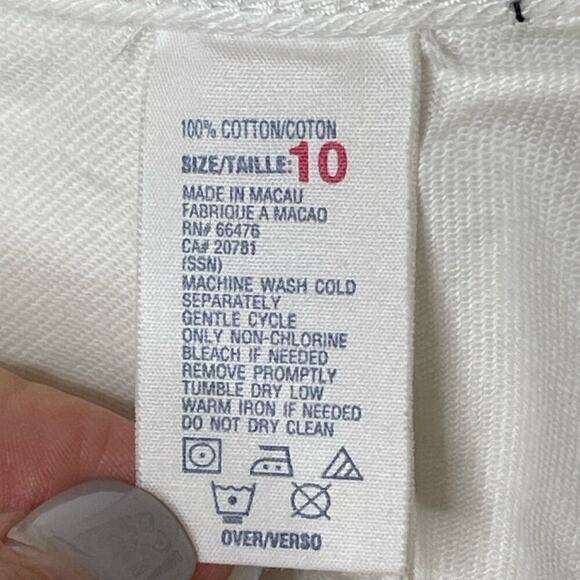 100% COTTON/COTON
SIZE/TAILLE: 10
MADE IN MACAU
FABRIQUE A MACAO
RN# 66476
CA# 20781
(SSN)
MACHINE WASH COLD
SEPARATELY
GENTLE CYCLE
ONLY NON-CHLORINE
BLEACH IF NEEDED
REMOVE PROMPTLY
TUMBLE DRY LOW
WARM IRON IF NEEDED
DO NOT DRY CLEAN
OVER/VERSO